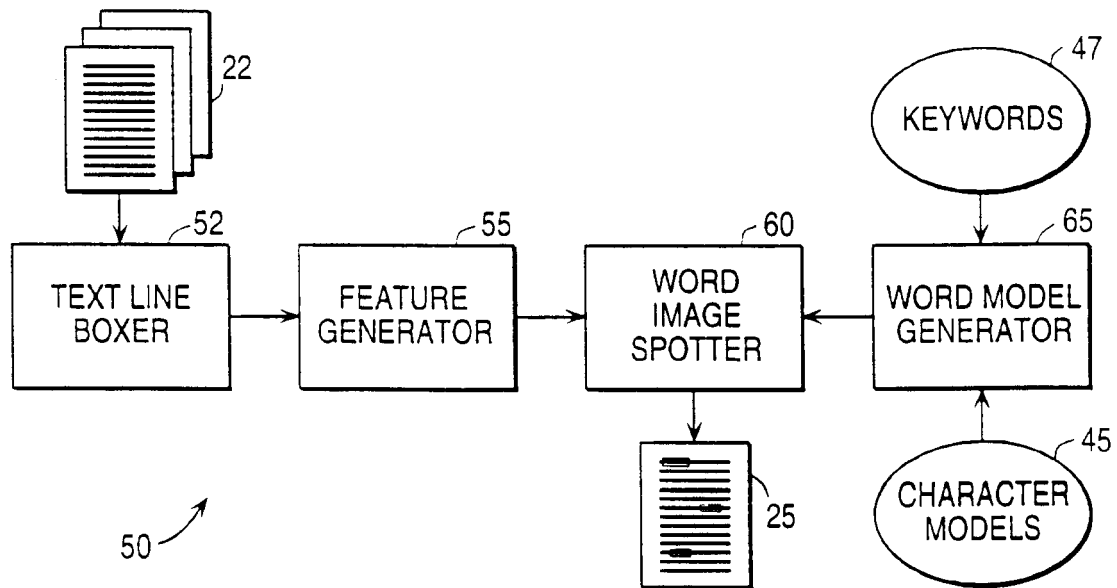 22
47
KEYWORDS
52
55
60
65
TEXT LINE
BOXER
FEATURE
GENERATOR
WORD
IMAGE
SPOTTER
WORD MODEL
GENERATOR
25
45
CHARACTER
MODELS
50